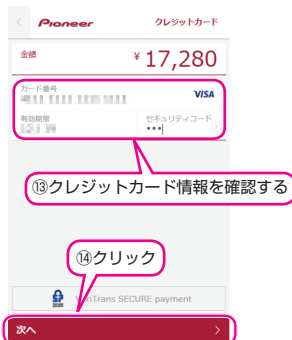 Pioneer クレジットカード
金額 ¥ 17,280
カード番号
VISA
有効期限 セキュリティコード
⑬クレジットカード情報を確認する
⑭クリック
VeriTrans SECURE payment
次へ